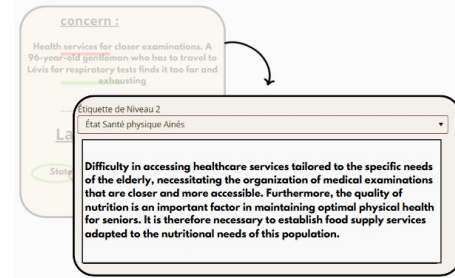 concern :
Health services for closer examinations. A
96-year-old gentleman who has to travel to
Lévis for respiratory tests finds it too far and
exhausting
La
State
Étiquette de Niveau 2
État Santé physique Ainés
Difficulty in accessing healthcare services tailored to the specific needs
of the elderly, necessitating the organization of medical examinations
that are closer and more accessible. Furthermore, the quality of
nutrition is an important factor in maintaining optimal physical health
for seniors. It is therefore necessary to establish food supply services
adapted to the nutritional needs of this population.